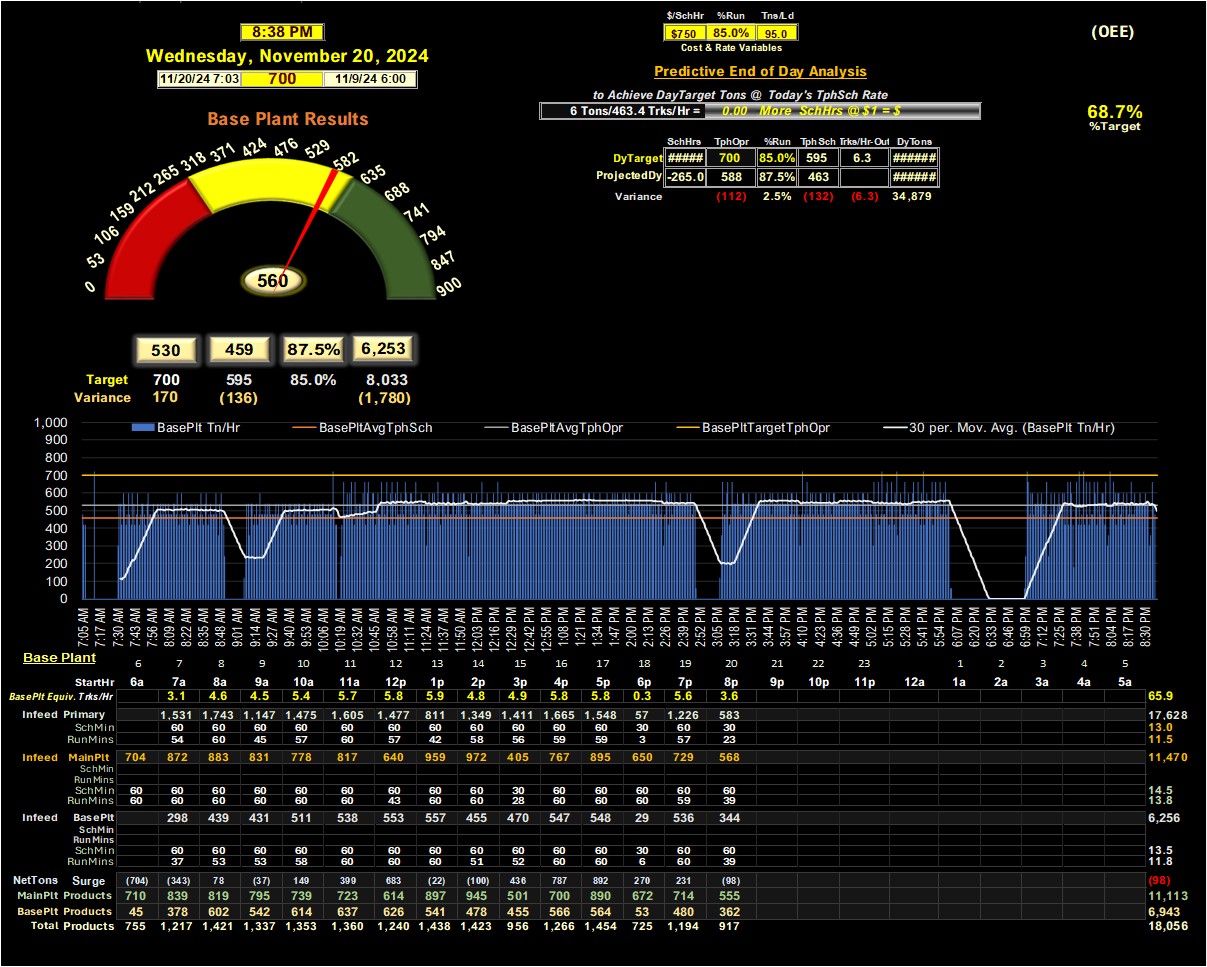 $/SchHr %Run Tns/Ld
8:38 PM
$750 85.0% 95.0
(OEE)
Cost & Rate Variables
Wednesday, November 20, 2024
Predictive End of Day Analysis
11/20/24 7:03 700 11/9/24 6:00
to Achieve DayTarget Tons @ Today's TphSch Rate
6 Tons/463.4 Trks/Hr = 0.00 More SchHrs @ $1 = $
68.7%
%Target
Base Plant Results
SchHrs TphOpr %Run Tph Sch Trks/Hr Out DyTons
DyTarget ##### 700 85.0% 595 6.3 ######
ProjectedDy -265.0 588 87.5% 463 ######
Variance (112) 2.5% (132) (6.3) 34,879
0 53 106 159 212 265 318 371 424 476 529 582 635 688 741 794 847 900
560
530 459 87.5% 6,253
Target 700 595 85.0% 8,033
Variance 170 (136) (1,780)
BasePlt Tn/Hr BasePltAvgTphSch BasePltAvgTphOpr BasePltTargetTphOpr 30 per. Mov. Avg. (BasePlt Tn/Hr)
1,000
900
800
700
600
500
400
300
200
100
0
7:05 AM 7:17 AM 7:30 AM 7:43 AM 7:56 AM 8:09 AM 8:22 AM 8:35 AM 8:48 AM 9:01 AM 9:14 AM 9:27 AM 9:40 AM 9:53 AM 10:06 AM 10:19 AM 10:32 AM 10:45 AM 10:58 AM 11:11 AM 11:24 AM 11:37 AM 11:50 AM 12:03 PM 12:16 PM 12:29 PM 12:42 PM 12:55 PM 1:08 PM 1:21 PM 1:34 PM 1:47 PM 2:00 PM 2:13 PM 2:26 PM 2:39 PM 2:52 PM 3:05 PM 3:18 PM 3:31 PM 3:44 PM 3:57 PM 4:10 PM 4:23 PM 4:36 PM 4:49 PM 5:02 PM 5:15 PM 5:28 PM 5:41 PM 5:54 PM 6:07 PM 6:20 PM 6:33 PM 6:46 PM 6:59 PM 7:12 PM 7:25 PM 7:38 PM 7:51 PM 8:04 PM 8:17 PM 8:30 PM
Base Plant 6 7 8 9 10 11 12 13 14 15 16 17 18 19 20 21 22 23 1 2 3 4 5
StartHr 6a 7a 8a 9a 10a 11a 12p 1p 2p 3p 4p 5p 6p 7p 8p 9p 10p 11p 12a 1a 2a 3a 4a 5a
BasePlt Equiv. Trks/Hr 3.1 4.6 4.5 5.4 5.7 5.8 5.9 4.8 4.9 5.8 5.8 0.3 5.6 3.6 65.9
Infeed Primary 1,531 1,743 1,147 1,475 1,605 1,477 811 1,349 1,411 1,665 1,548 57 1,226 583 17,628
SchMin 60 60 60 60 60 60 60 60 60 60 60 30 60 30 13.0
RunMins 54 60 45 57 60 57 42 58 56 59 59 3 57 23 11.5
Infeed MainPlt 704 872 883 831 778 817 640 959 972 405 767 895 650 729 568 11,470
SchMin
RunMins
SchMin 60 60 60 60 60 60 60 60 60 30 60 60 60 60 39 14.5
RunMins 60 60 60 60 60 60 43 60 60 28 60 60 60 59 39 13.8
Infeed BasePlt 298 439 431 511 538 553 557 455 470 547 548 29 536 344 6,256
SchMin
RunMins
SchMin 60 60 60 60 60 60 60 60 60 60 60 30 60 39 13.5
RunMins 37 53 53 58 60 60 60 51 52 60 60 6 60 39 11.8
NetTons Surge (704) (343) 78 (37) 149 399 683 (22) (100) 436 787 892 270 231 (98) (98)
MainPlt Products 710 839 819 795 739 723 614 897 945 501 700 890 672 714 555 11,113
BasePlt Products 45 378 602 542 614 637 626 541 478 455 566 564 53 480 362 6,943
Total Products 755 1,217 1,421 1,337 1,353 1,360 1,240 1,438 1,423 956 1,266 1,454 725 1,194 917 18,056